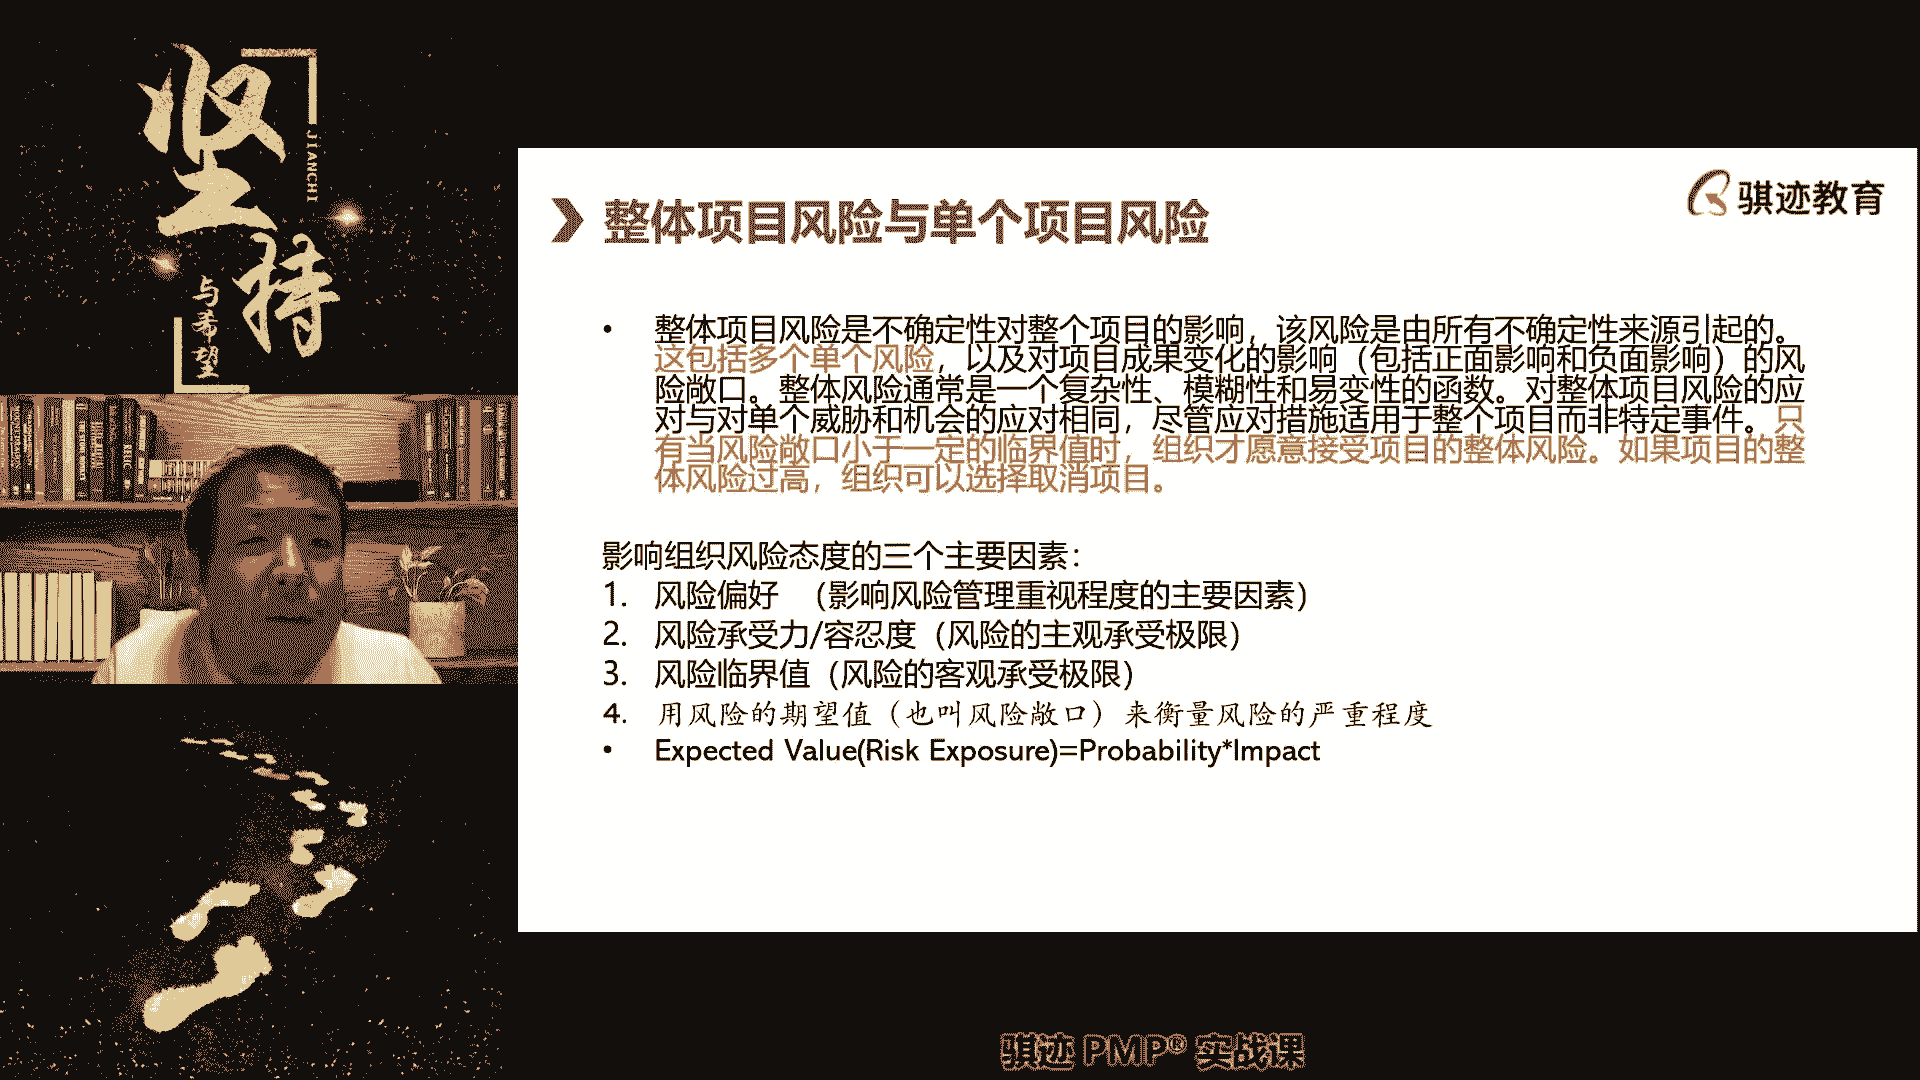 坚持
JIANCHI
与希望
骐迹教育
整体项目风险与单个项目风险
• 整体项目风险是不确定性对整个项目的影响，该风险是由所有不确定性来源引起的。
这包括多个单个风险，以及对项目成果变化的影响（包括正面影响和负面影响）的风
险敞口。整体风险通常是一个复杂性、模糊性和易变性的函数。对整体项目风险的应
对与对单个威胁和机会的应对相同，尽管应对措施适用于整个项目而非特定事件。只
有当风险敞口小于一定的临界值时，组织才愿意接受项目的整体风险。如果项目的整
体风险过高，组织可以选择取消项目。
影响组织风险态度的三个主要因素：
1. 风险偏好 （影响风险管理重视程度的主要因素）
2. 风险承受力/容忍度（风险的主观承受极限）
3. 风险临界值（风险的客观承受极限）
4. 用风险的期望值（也叫风险敞口）来衡量风险的严重程度
• Expected Value(Risk Exposure)=Probability*Impact
骐迹 PMP® 实战课